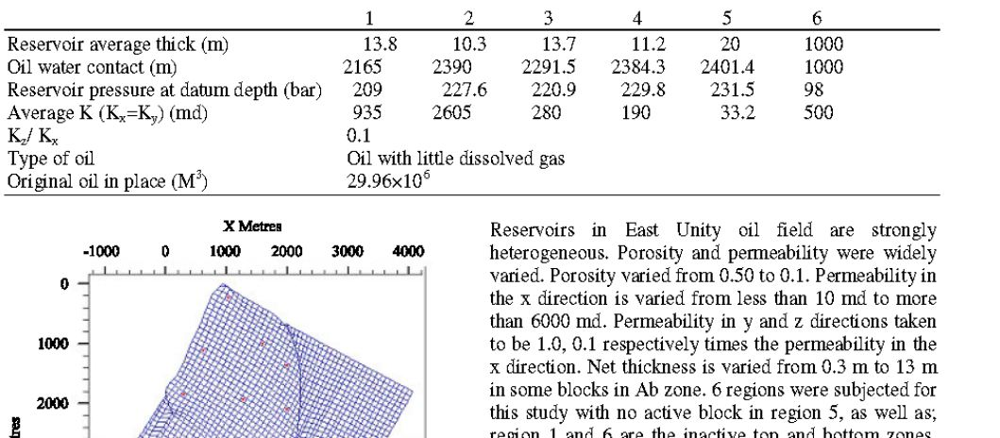 1 2 3 4 5 6
Reservoir average thick (m) 13.8 10.3 13.7 11.2 20 1000
Oil water contact (m) 2165 2390 2291.5 2384.3 2401.4 1000
Reservoir pressure at datum depth (bar) 209 227.6 220.9 229.8 231.5 98
Average K (Kx=Ky) (md) 935 2605 280 190 33.2 500
Kz/ Kx 0.1
Type of oil Oil with little dissolved gas
Original oil in place (M³) 29.96×10⁶
X Metres
-1000 0 1000 2000 3000 4000
0
1000
2000
Reservoirs in East Unity oil field are strongly
heterogeneous. Porosity and permeability were widely
varied. Porosity varied from 0.50 to 0.1. Permeability in
the x direction is varied from less than 10 md to more
than 6000 md. Permeability in y and z directions taken
to be 1.0, 0.1 respectively times the permeability in the
x direction. Net thickness is varied from 0.3 m to 13 m
in some blocks in Ab zone. 6 regions were subjected for
this study with no active block in region 5, as well as;
region 1 and 6 are the inactive top and bottom zones.